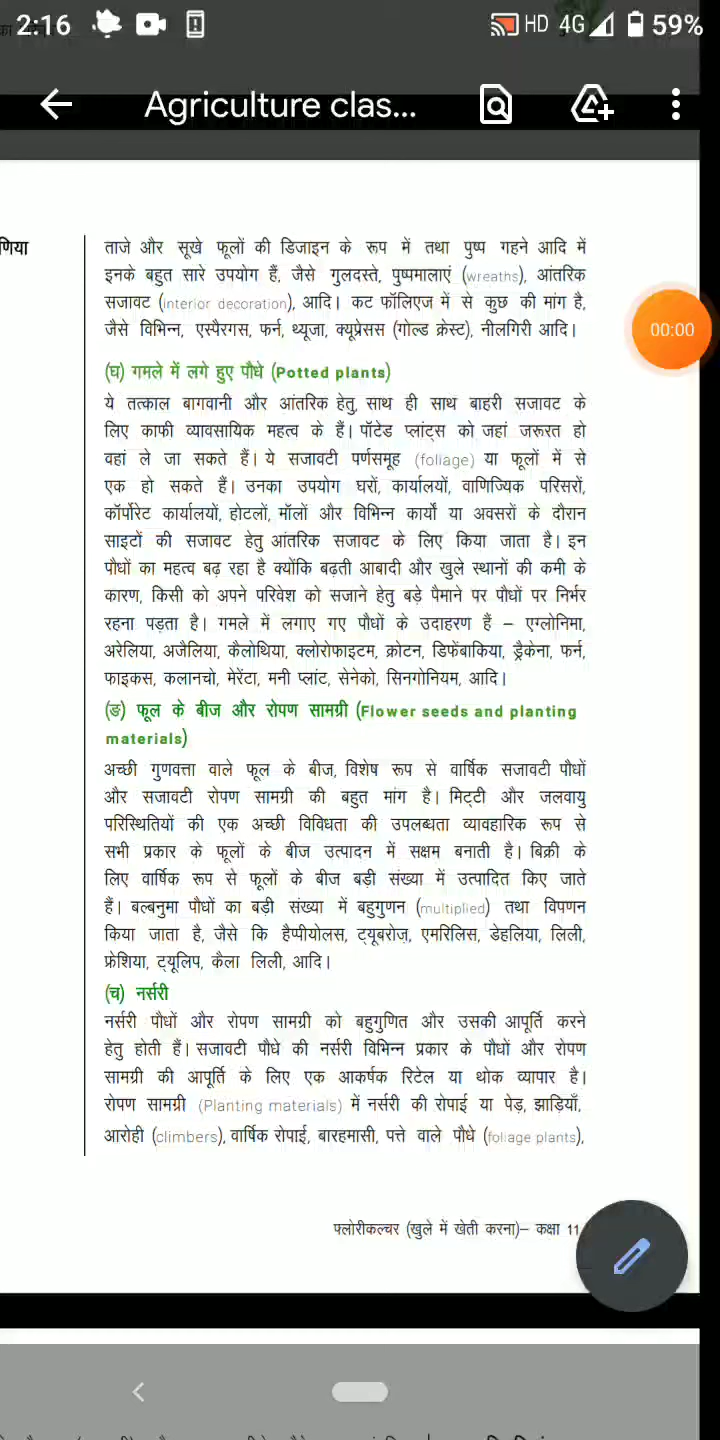 2:16 HD 4G 59%
Agriculture clas...
णिया
ताजे और सूखे फूलों की डिजाइन के रूप में तथा पुष्प गहने आदि में
इनके बहुत सारे उपयोग हैं, जैसे गुलदस्ते, पुष्पमालाएं (wreaths), आंतरिक
सजावट (interior decoration), आदि। कट फॉलिएज में से कुछ की मांग है,
जैसे विभिन्न, एस्पैरगस, फर्न, थ्यूजा, क्यूप्रेसस (गोल्ड क्रेस्ट), नीलगिरी आदि।
00:00
(घ) गमले में लगे हुए पौधे (Potted plants)
ये तत्काल बागवानी और आंतरिक हेतु, साथ ही साथ बाहरी सजावट के
लिए काफी व्यावसायिक महत्व के हैं। पॉटेड प्लांट्स को जहां जरूरत हो
वहां ले जा सकते हैं। ये सजावटी पर्णसमूह (foliage) या फूलों में से
एक हो सकते हैं। उनका उपयोग घरों, कार्यालयों, वाणिज्यिक परिसरों,
कॉर्पोरेट कार्यालयों, होटलों, मॉलों और विभिन्न कार्यों या अवसरों के दौरान
साइटों की सजावट हेतु आंतरिक सजावट के लिए किया जाता है। इन
पौधों का महत्व बढ़ रहा है क्योंकि बढ़ती आबादी और खुले स्थानों की कमी के
कारण, किसी को अपने परिवेश को सजाने हेतु बड़े पैमाने पर पौधों पर निर्भर
रहना पड़ता है। गमले में लगाए गए पौधों के उदाहरण हैं – एग्लोनिमा,
अरेलिया, अजैलिया, कैलोथिया, क्लोरोफाइटम, क्रोटन, डिफेंबाकिया, ड्रैकेना, फर्न,
फाइकस, कलानचो, मेरेंटा, मनी प्लांट, सेनेको, सिनगोनियम, आदि।
(ङ) फूल के बीज और रोपण सामग्री (Flower seeds and planting
materials)
अच्छी गुणवत्ता वाले फूल के बीज, विशेष रूप से वार्षिक सजावटी पौधों
और सजावटी रोपण सामग्री की बहुत मांग है। मिट्टी और जलवायु
परिस्थितियों की एक अच्छी विविधता की उपलब्धता व्यावहारिक रूप से
सभी प्रकार के फूलों के बीज उत्पादन में सक्षम बनाती है। बिक्री के
लिए वार्षिक रूप से फूलों के बीज बड़ी संख्या में उत्पादित किए जाते
हैं। बल्बनुमा पौधों का बड़ी संख्या में बहुगुणन (multiplied) तथा विपणन
किया जाता है, जैसे कि हैप्पीयोलस, ट्यूबरोज़, एमरिलिस, डेहलिया, लिली,
फ्रेशिया, ट्यूलिप, कैला लिली, आदि।
(च) नर्सरी
नर्सरी पौधों और रोपण सामग्री को बहुगुणित और उसकी आपूर्ति करने
हेतु होती हैं। सजावटी पौधे की नर्सरी विभिन्न प्रकार के पौधों और रोपण
सामग्री की आपूर्ति के लिए एक आकर्षक रिटेल या थोक व्यापार है।
रोपण सामग्री (Planting materials) में नर्सरी की रोपाई या पेड़, झाड़ियाँ,
आरोही (climbers), वार्षिक रोपाई, बारहमासी, पत्ते वाले पौधे (foliage plants),
फ्लोरीकल्चर (खुले में खेती करना)– कक्षा 11